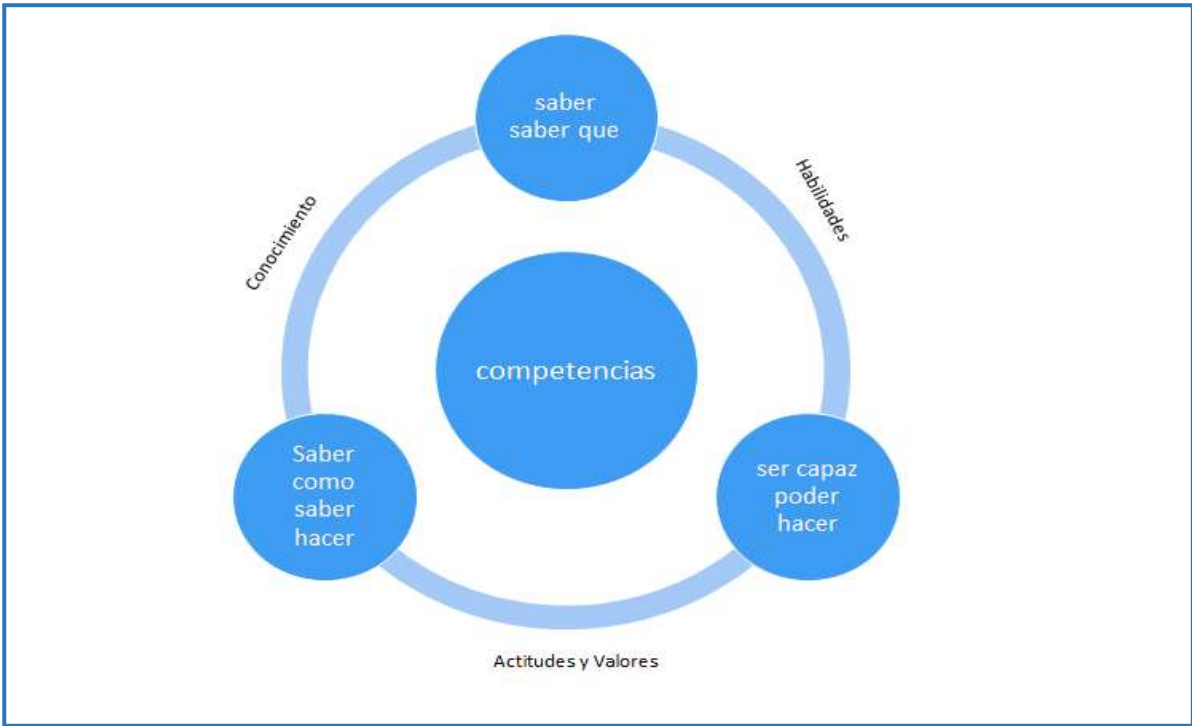 saber
saber que
Habilidades
Conocimiento
competencias
Saber
como
saber
hacer
ser capaz
poder
hacer
Actitudes y Valores